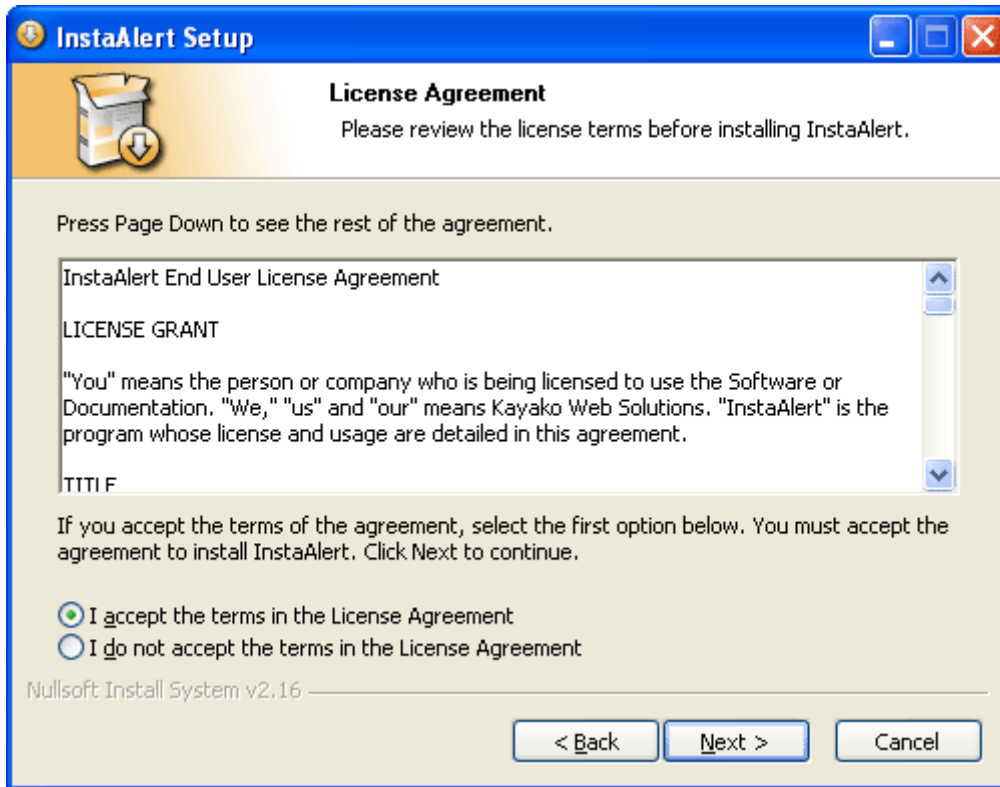 InstaAlert Setup
License Agreement
Please review the license terms before installing InstaAlert.
Press Page Down to see the rest of the agreement.
InstaAlert End User License Agreement
LICENSE GRANT
"You" means the person or company who is being licensed to use the Software or
Documentation. "We," "us" and "our" means Kayako Web Solutions. "InstaAlert" is the
program whose license and usage are detailed in this agreement.
TITLE
If you accept the terms of the agreement, select the first option below. You must accept the
agreement to install InstaAlert. Click Next to continue.
I accept the terms in the License Agreement
I do not accept the terms in the License Agreement
Nullsoft Install System v2.16
< Back Next > Cancel